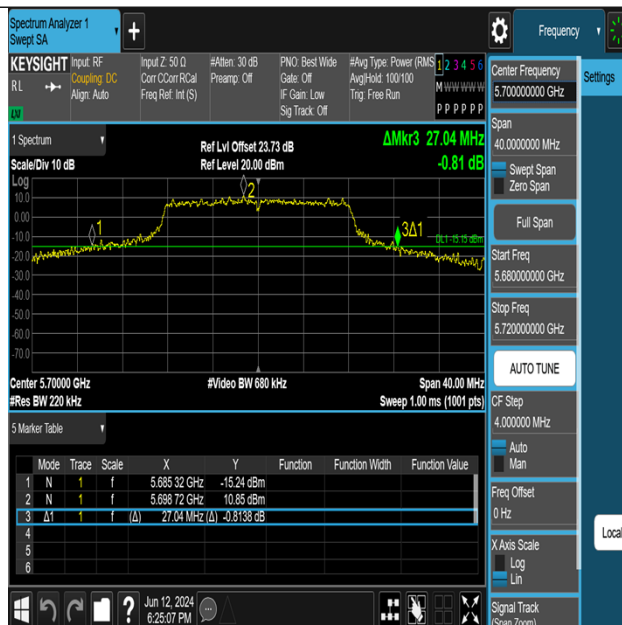 Spectrum Analyzer 1
Swept SA
+
Frequency
KEYSIGHT
RL
LXI
Input: RF
Coupling: DC
Align: Auto
Input Z: 50 Ω
Corr CCorr RCal
Freq Ref: Int (S)
#Atten: 30 dB
Preamp: Off
PNO: Best Wide
Gate: Off
IF Gain: Low
Sig Track: Off
#Avg Type: Power (RMS
Avg|Hold: 100/100
Trig: Free Run
1 2 3 4 5 6
M W W W W W
P P P P P P
Center Frequency
5.700000000 GHz
Settings
Span
40.0000000 MHz
Swept Span
Zero Span
Full Span
Start Freq
5.680000000 GHz
Stop Freq
5.720000000 GHz
AUTO TUNE
CF Step
4.000000 MHz
Auto
Man
Freq Offset
0 Hz
X Axis Scale
Log
Lin
Local
Signal Track
(Span Zoom)
1 Spectrum
Scale/Div 10 dB
Log
Ref Lvl Offset 23.73 dB
Ref Level 20.00 dBm
ΔMkr3 27.04 MHz
-0.81 dB
10.0
0.00
-10.0
-20.0
-30.0
-40.0
-50.0
-60.0
-70.0
1
2
3Δ1
DL1 -15.15 dBm
Center 5.70000 GHz
#Video BW 680 kHz
Span 40.00 MHz
#Res BW 220 kHz
Sweep 1.00 ms (1001 pts)
5 Marker Table
Mode Trace Scale X Y Function Function Width Function Value
1 N 1 f 5.685 32 GHz -15.24 dBm
2 N 1 f 5.698 72 GHz 10.85 dBm
3 Δ1 1 f (Δ) 27.04 MHz (Δ) -0.8138 dB
4
5
6
?
Jun 12, 2024
6:25:07 PM